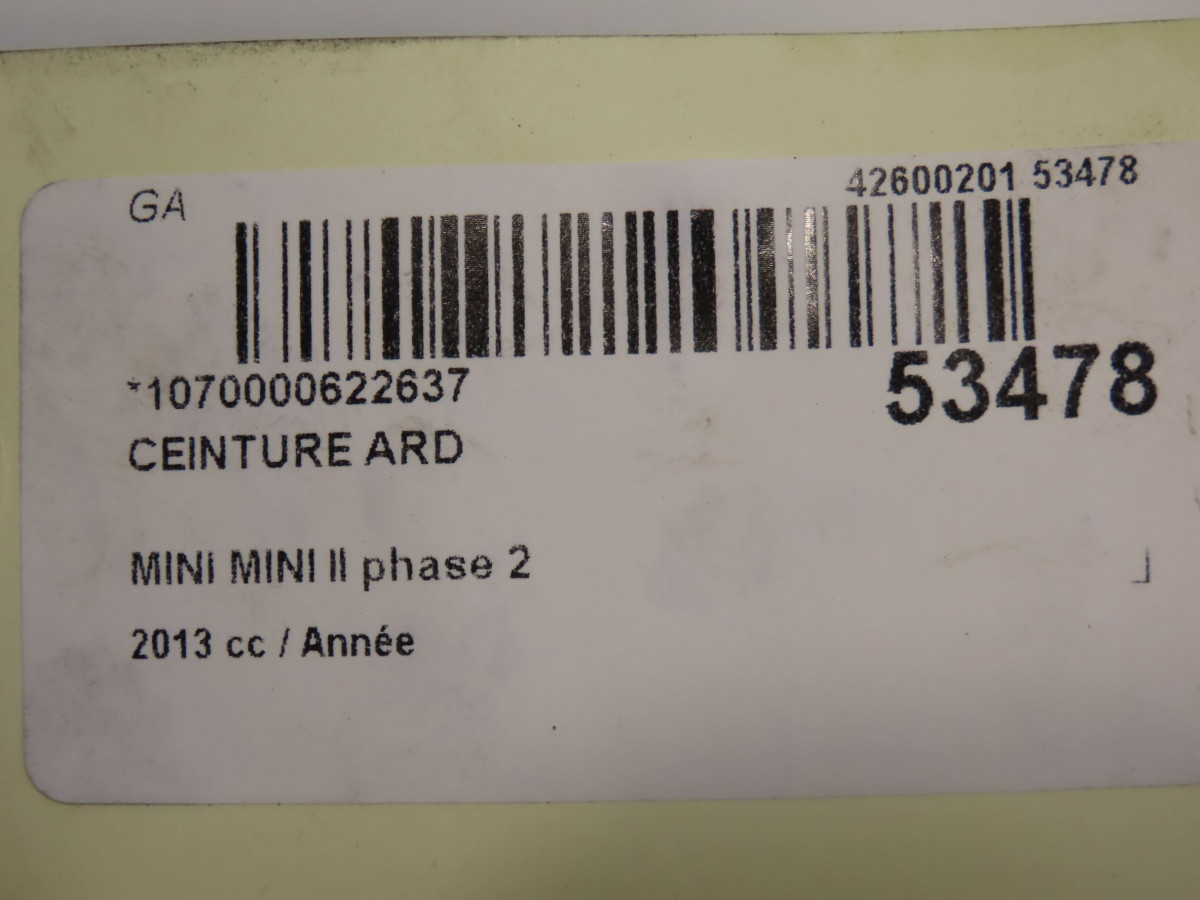 GA
42600201 53478
*1070000622637
53478
CEINTURE ARD
MINI MINI II phase 2
2013 cc / Année